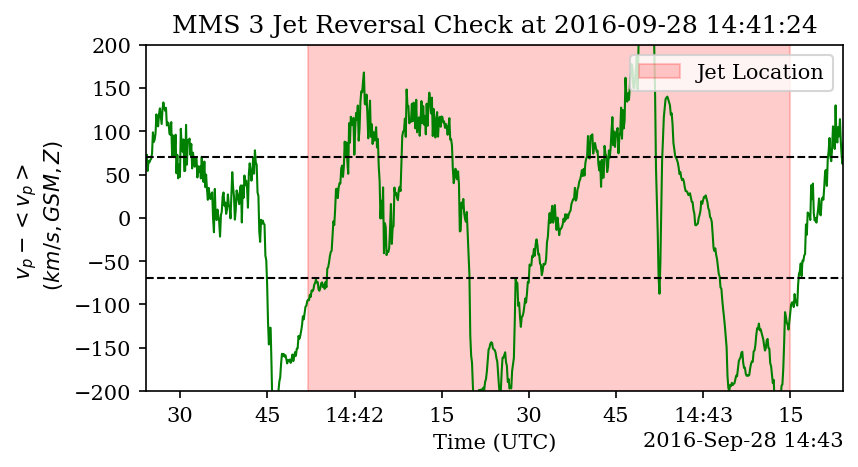 MMS 3 Jet Reversal Check at 2016-09-28 14:41:24
200
150
100
50
0
−50
−100
−150
−200
v_p − <v_p>
(km/s, GSM, Z)
Jet Location
30 45 14:42 15 30 45 14:43 15
Time (UTC)
2016-Sep-28 14:43